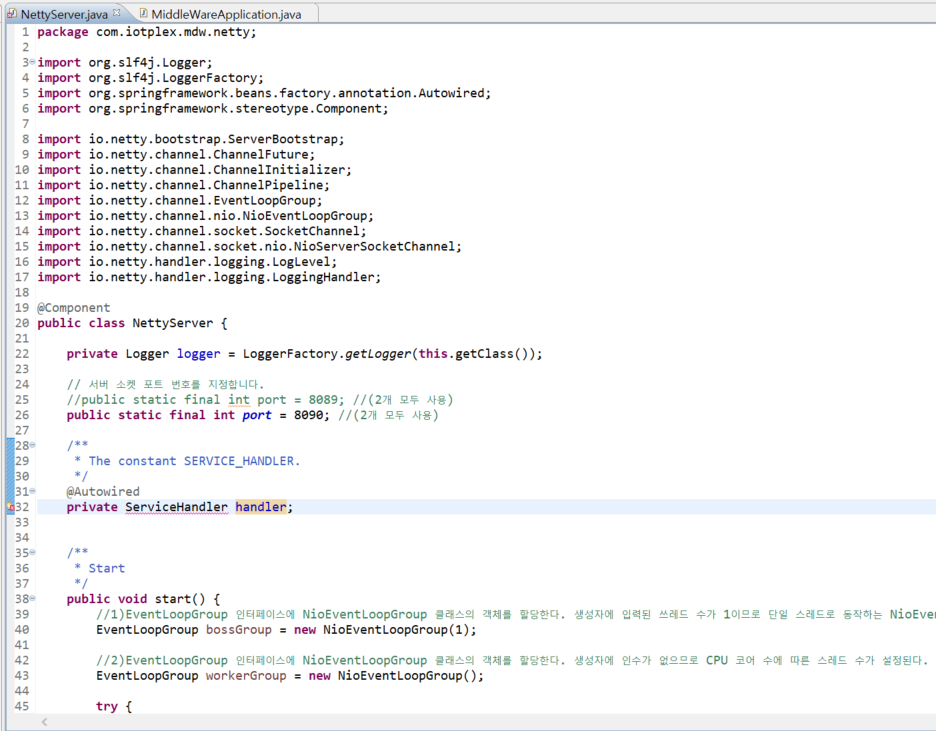 NettyServer.java MiddleWareApplication.java
1 package com.iotplex.mdw.netty;
2
3 import org.slf4j.Logger;
4 import org.slf4j.LoggerFactory;
5 import org.springframework.beans.factory.annotation.Autowired;
6 import org.springframework.stereotype.Component;
7
8 import io.netty.bootstrap.ServerBootstrap;
9 import io.netty.channel.ChannelFuture;
10 import io.netty.channel.ChannelInitializer;
11 import io.netty.channel.ChannelPipeline;
12 import io.netty.channel.EventLoopGroup;
13 import io.netty.channel.nio.NioEventLoopGroup;
14 import io.netty.channel.socket.SocketChannel;
15 import io.netty.channel.socket.nio.NioServerSocketChannel;
16 import io.netty.handler.logging.LogLevel;
17 import io.netty.handler.logging.LoggingHandler;
18
19 @Component
20 public class NettyServer {
21
22 private Logger logger = LoggerFactory.getLogger(this.getClass());
23
24 // 서버 소켓 포트 번호를 지정합니다.
25 //public static final int port = 8089; //(2개 모두 사용)
26 public static final int port = 8090; //(2개 모두 사용)
27
28 /**
29 * The constant SERVICE_HANDLER.
30 */
31 @Autowired
32 private ServiceHandler handler;
33
34
35 /**
36 * Start
37 */
38 public void start() {
39 //1)EventLoopGroup 인터페이스에 NioEventLoopGroup 클래스의 객체를 할당한다. 생성자에 입력된 쓰레드 수가 1이므로 단일 스레드로 동작하는 NioEve
40 EventLoopGroup bossGroup = new NioEventLoopGroup(1);
41
42 //2)EventLoopGroup 인터페이스에 NioEventLoopGroup 클래스의 객체를 할당한다. 생성자에 인수가 없으므로 CPU 코어 수에 따른 스레드 수가 설정된다.
43 EventLoopGroup workerGroup = new NioEventLoopGroup();
44
45 try {